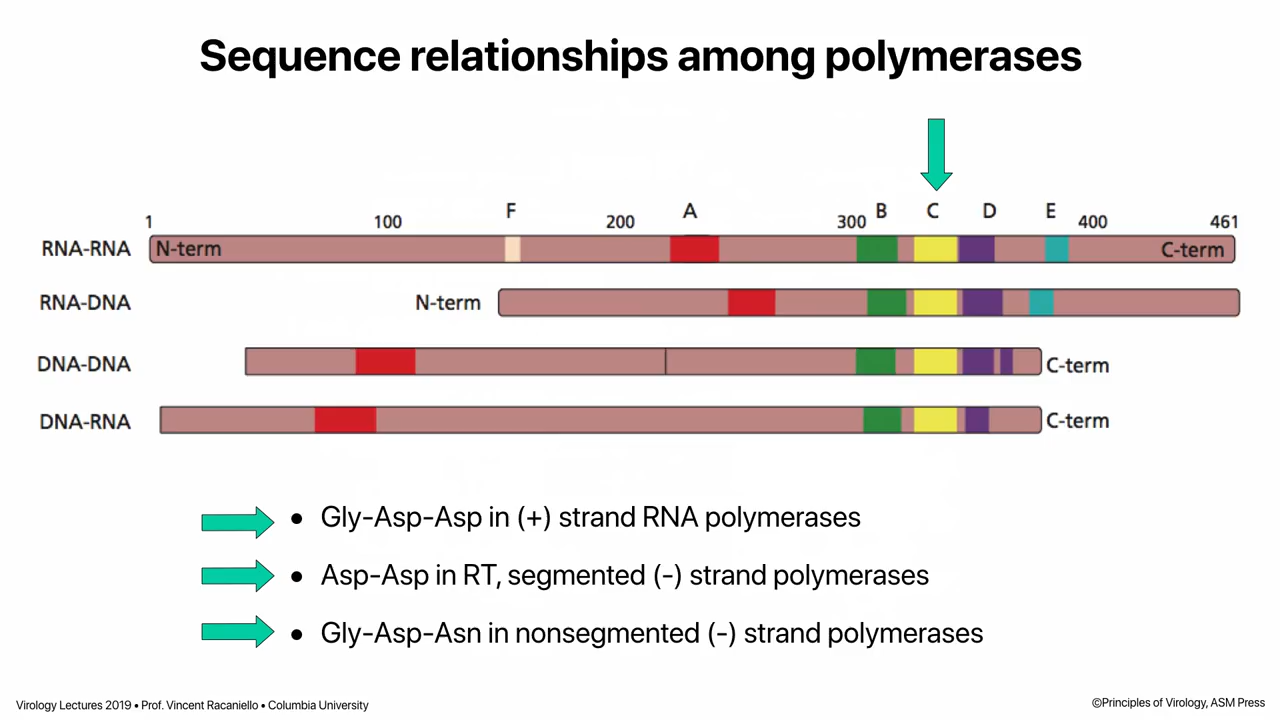 Sequence relationships among polymerases
1 100 F 200 A 300 B C D E 400 461
RNA-RNA N-term C-term
RNA-DNA N-term
DNA-DNA C-term
DNA-RNA C-term
• Gly-Asp-Asp in (+) strand RNA polymerases
• Asp-Asp in RT, segmented (-) strand polymerases
• Gly-Asp-Asn in nonsegmented (-) strand polymerases
Virology Lectures 2019 • Prof. Vincent Racaniello • Columbia University
©Principles of Virology, ASM Press